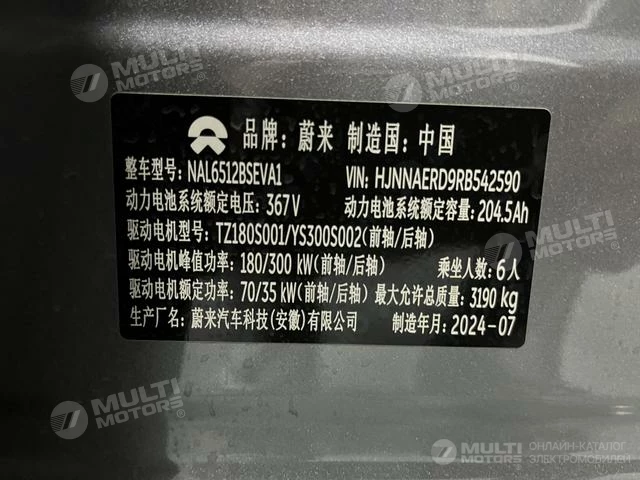 MULTI MOTORS
MULTI MOTORS
品牌: 蔚来 制造国: 中国
整车型号: NAL6512BSEVA1 VIN: HJNNAERD9RB542590
动力电池系统额定电压: 367V 动力电池系统额定容量: 204.5Ah
驱动电机型号: TZ180S001/YS300S002(前轴/后轴)
驱动电机峰值功率: 180/300 kW(前轴/后轴) 乘坐人数: 6人
驱动电机额定功率: 70/35 kW(前轴/后轴) 最大允许总质量: 3190 kg
生产厂名: 蔚来汽车科技(安徽)有限公司 制造年月: 2024-07
MULTI MOTORS
MULTI MOTORS
ОНЛАЙН-КАТАЛОГ
ЭЛЕКТРОМОБИЛЕЙ